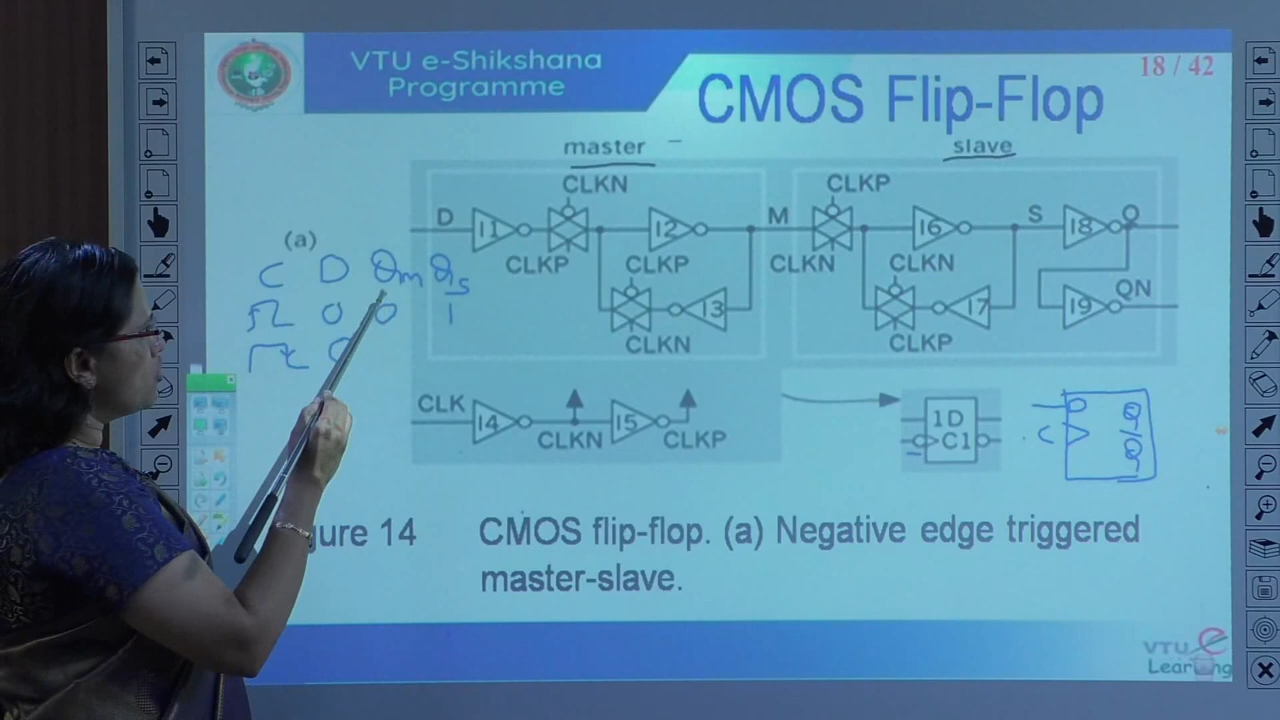 VTU e-Shikshana
Programme
18 / 42
CMOS Flip-Flop
master
slave
CLKN
CLKP
D
I1
I2
M
I6
S
I8
Q
(a)
CLKP
CLKP
CLKN
CLKN
I3
I7
I9
QN
CLKN
CLKP
C D Qm Qs
0 0 1
CLK
I4
CLKN
I5
CLKP
1D
C1
D
C
Q
Q
ure 14
CMOS flip-flop. (a) Negative edge triggered
master-slave.
VTU e
Learning